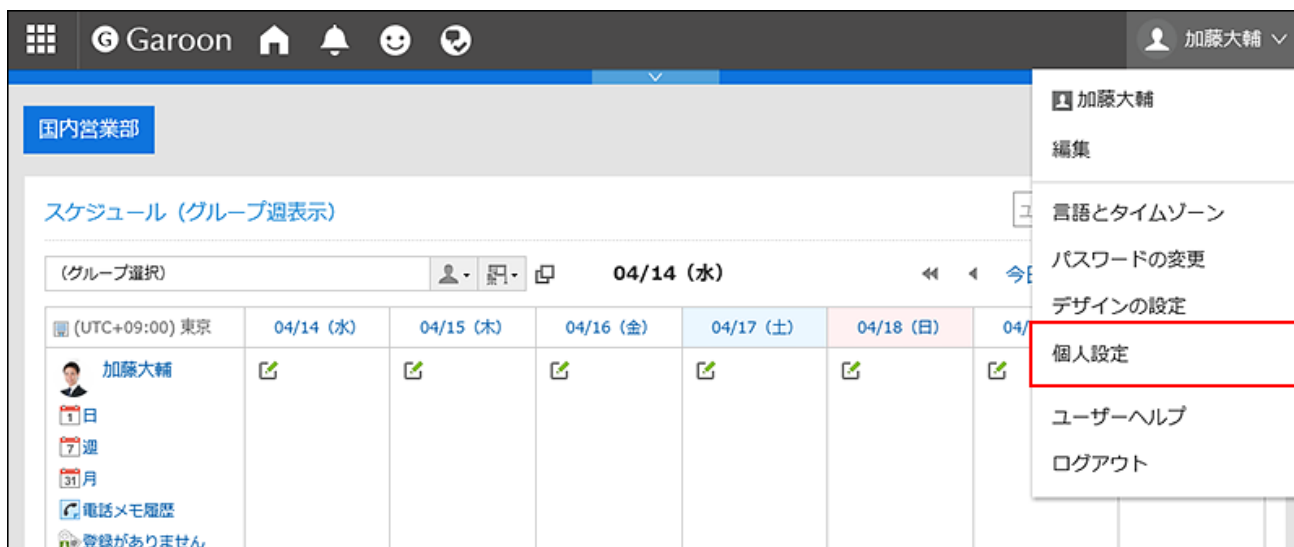 Garoon
加藤大輔
加藤大輔
編集
言語とタイムゾーン
パスワードの変更
デザインの設定
個人設定
ユーザーヘルプ
ログアウト
国内営業部
スケジュール（グループ週表示）
（グループ選択）
04/14（水）
(UTC+09:00) 東京
04/14（水）
04/15（木）
04/16（金）
04/17（土）
04/18（日）
04/
加藤大輔
1 日
7 週
31 月
電話メモ履歴
登録がありません